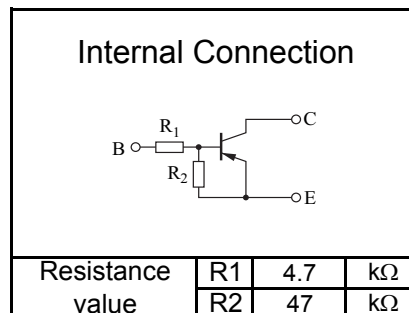 Internal Connection
C
R1
B
R2
E
Resistance value R1 4.7 kΩ
R2 47 kΩ